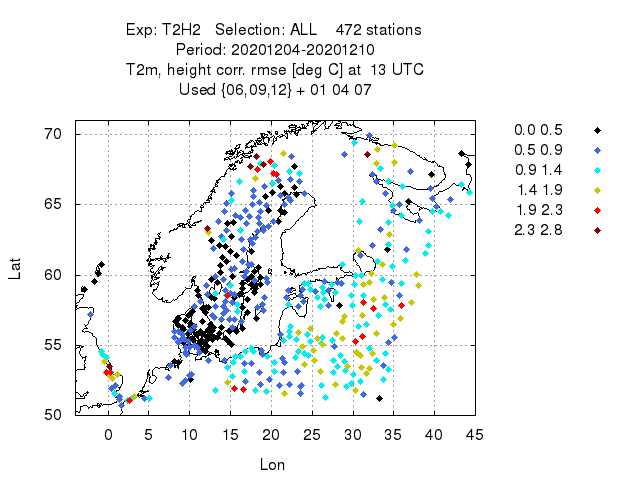 Exp: T2H2 Selection: ALL 472 stations
Period: 20201204-20201210
T2m, height corr. rmse [deg C] at 13 UTC
Used {06,09,12} + 01 04 07
0.0 0.5
0.5 0.9
0.9 1.4
1.4 1.9
1.9 2.3
2.3 2.8
70
65
60
55
50
Lat
0 5 10 15 20 25 30 35 40 45
Lon